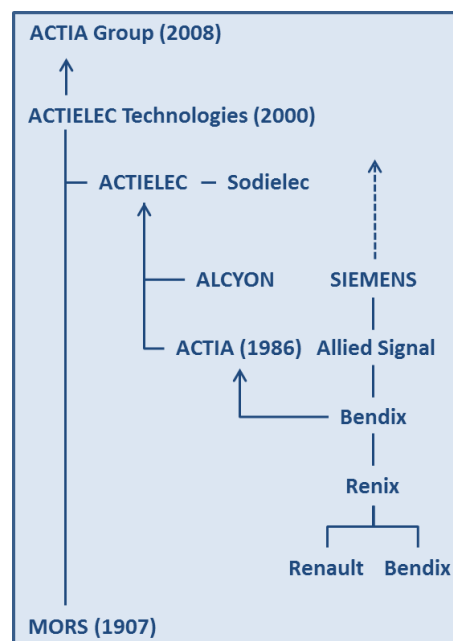 ACTIA Group (2008)
ACTIELEC Technologies (2000)
ACTIELEC – Sodielec
ALCYON SIEMENS
ACTIA (1986) Allied Signal
Bendix
Renix
Renault Bendix
MORS (1907)